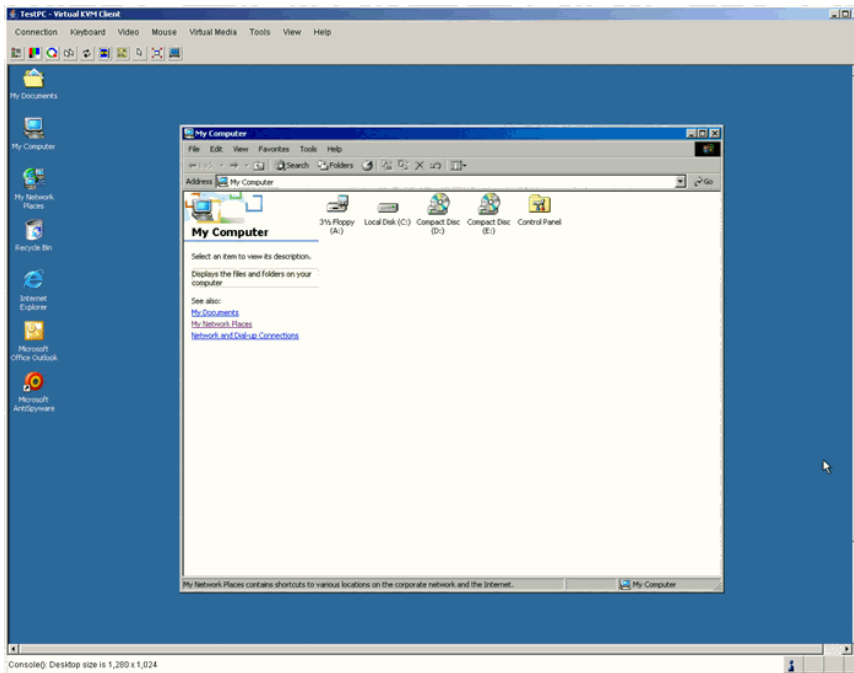 TestPC - Virtual KVM Client
Connection Keyboard Video Mouse Virtual Media Tools View Help
My Documents
My Computer
My Network
Places
Recycle Bin
Internet
Explorer
Microsoft
Office Outlook
Microsoft
AntiSpyware
My Computer
File Edit View Favorites Tools Help
Back Search Folders
Address My Computer Go
3½ Floppy
(A:)
Local Disk (C:)
Compact Disc
(D:)
Compact Disc
(E:)
Control Panel
My Computer
Select an item to view its description.
Displays the files and folders on your
computer
See also:
My Documents
My Network Places
Network and Dial-up Connections
My Network Places contains shortcuts to various locations on the corporate network and the Internet.
My Computer
Console(): Desktop size is 1,280 x 1,024